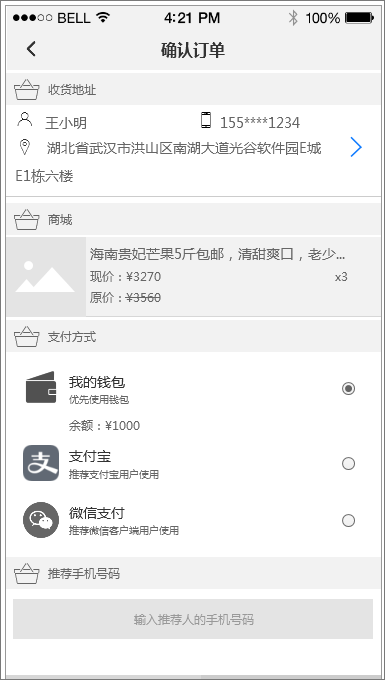 BELL 4:21 PM 100%
确认订单
收货地址
王小明 155****1234
湖北省武汉市洪山区南湖大道光谷软件园E城
E1栋六楼
商城
海南贵妃芒果5斤包邮，清甜爽口，老少...
现价：¥3270 x3
原价：¥3560
支付方式
我的钱包
优先使用钱包
余额：¥1000
支
支付宝
推荐支付宝用户使用
微信支付
推荐微信客户端用户使用
推荐手机号码
输入推荐人的手机号码